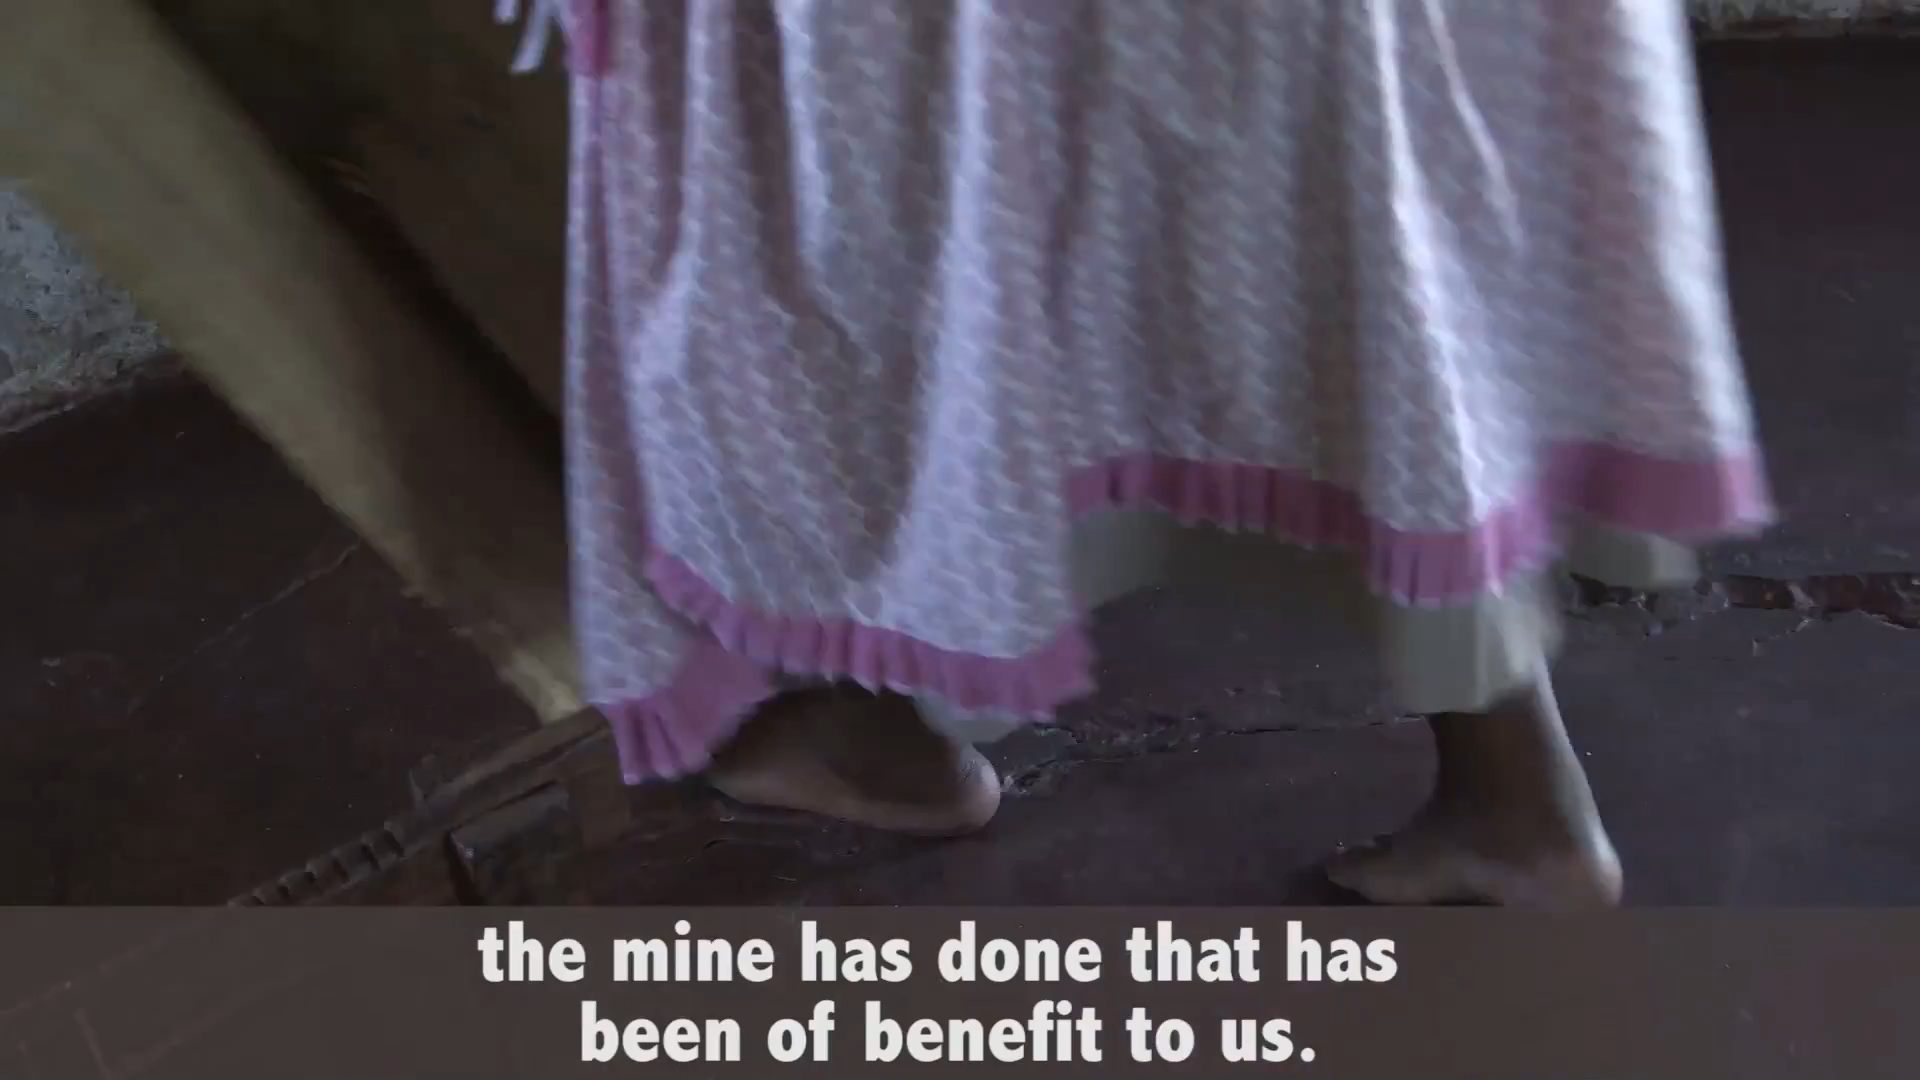 the mine has done that has
been of benefit to us.